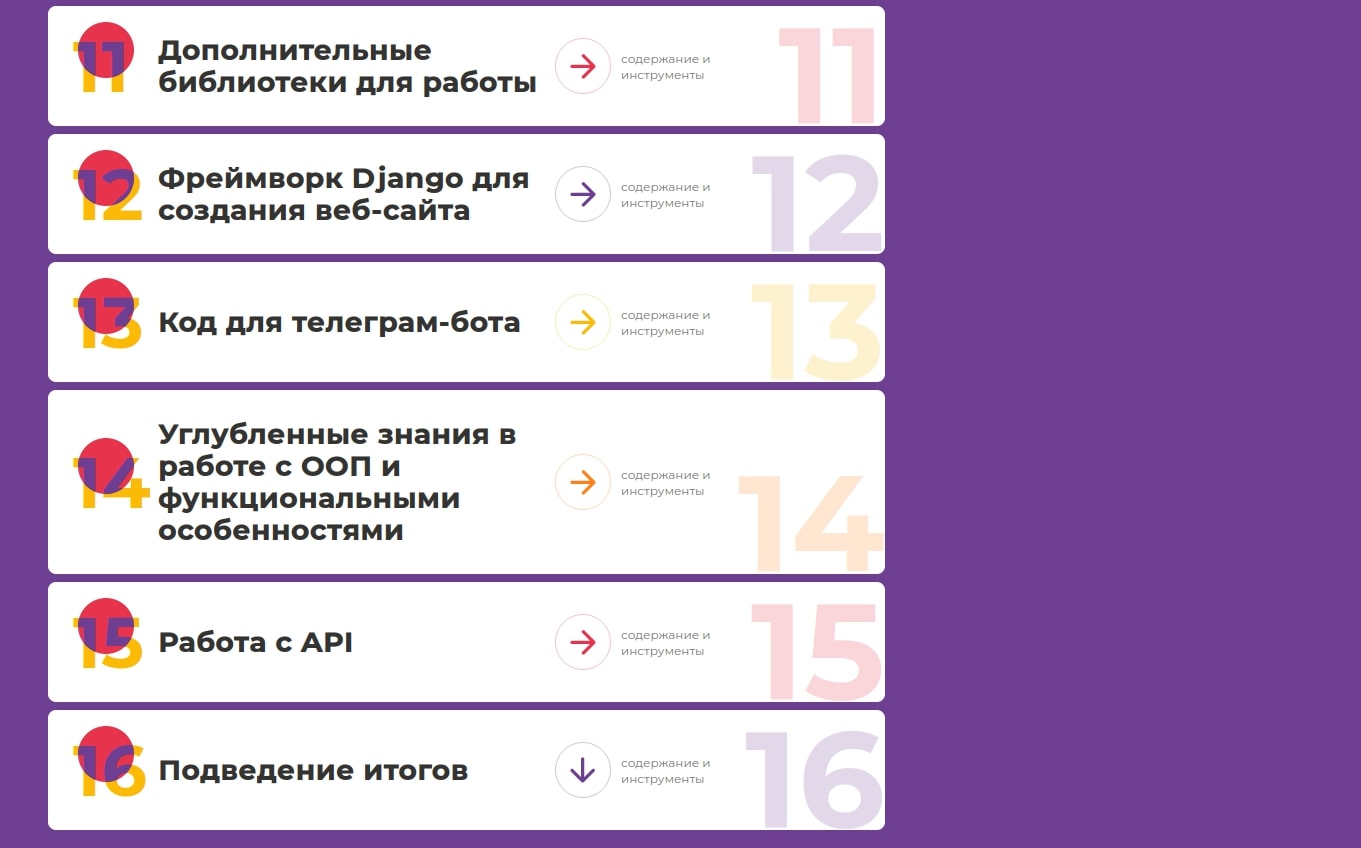 11
Дополнительные
библиотеки для работы
содержание и
инструменты
11
12
Фреймворк Django для
создания веб-сайта
содержание и
инструменты
12
13
Код для телеграм-бота
содержание и
инструменты
13
14
Углубленные знания в
работе с ООП и
функциональными
особенностями
содержание и
инструменты
14
15
Работа с API
содержание и
инструменты
15
16
Подведение итогов
содержание и
инструменты
16